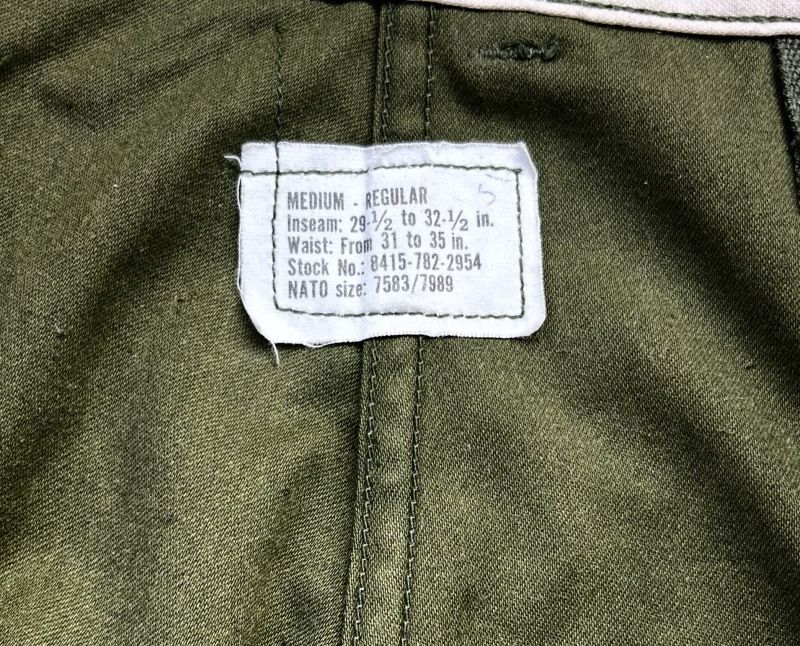 MEDIUM - REGULAR
Inseam: 29-½ to 32-½ in.
Waist: From 31 to 35 in.
Stock No.: 8415-782-2954
NATO size: 7583/7989
5